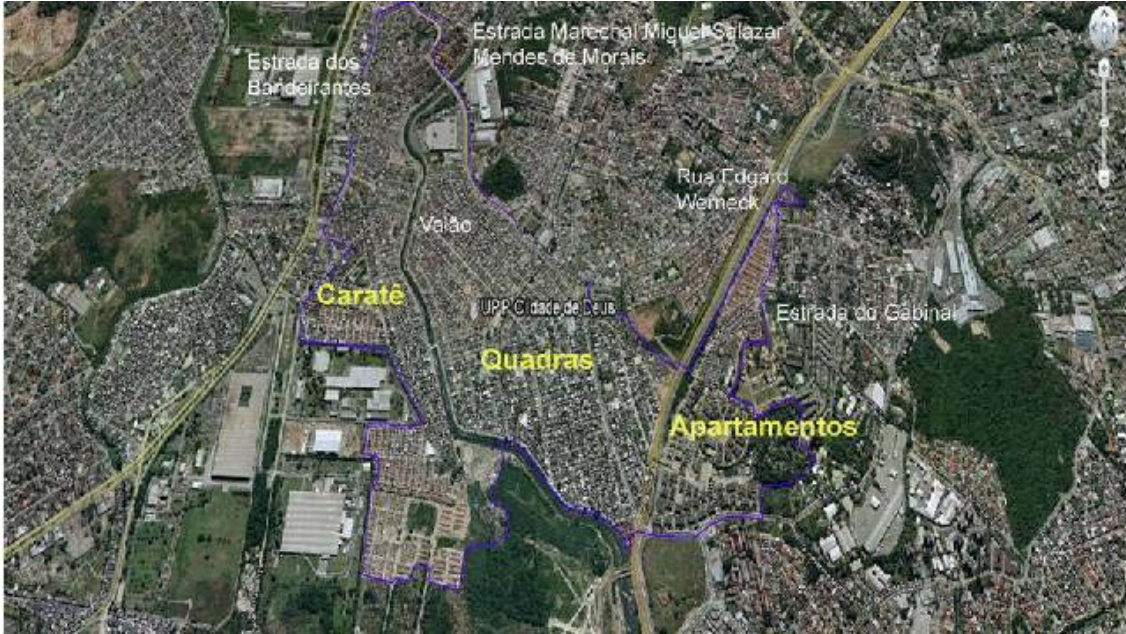 Estrada Marechal Miguel Salazar
Mendes de Morais
Estrada dos
Bandeirantes
Rua Edgard
Werneck
Valão
Caratê
UPP Cidade de Deus
Estrada do Gabinal
Quadras
Apartamentos